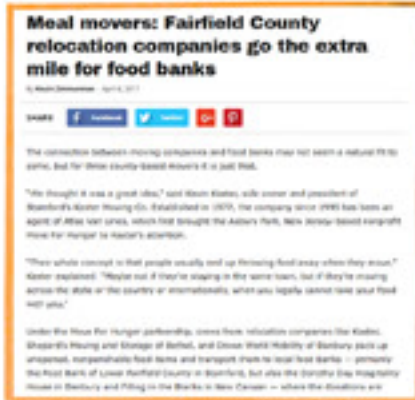 Meal movers: Fairfield County
relocation companies go the extra
mile for food banks
SHARE
The connection between moving companies and food banks may not seem a natural fit to
some, but for three county-based movers it is just that.
"We thought it was a great idea," said Kevin Koster, side owner and president of
Stamford's Koster Moving Co. Established in 1977, the company since 1995 has been an
agent of Atlas Van Lines, which first brought the Asbury Park, New Jersey-based nonprofit
Move For Hunger to Koster's attention.
"Their whole concept is that people usually end up throwing food away when they move,"
Koster explained. "Maybe not if they're staying in the same town, but if they're moving
across the state or the country or internationally, when you legally cannot take your food
with you."
Under the Move For Hunger partnership, crews from relocation companies like Koster,
Shepard's Moving and Storage of Bethel, and Crown World Mobility of Danbury pack up
unopened, nonperishable food items and transport them to local food banks — primarily
the Food Bank of Lower Fairfield County in Stamford, but also the Dorothy Day Hospitality
House in Danbury and Filling in the Blanks in New Canaan — where the donations are